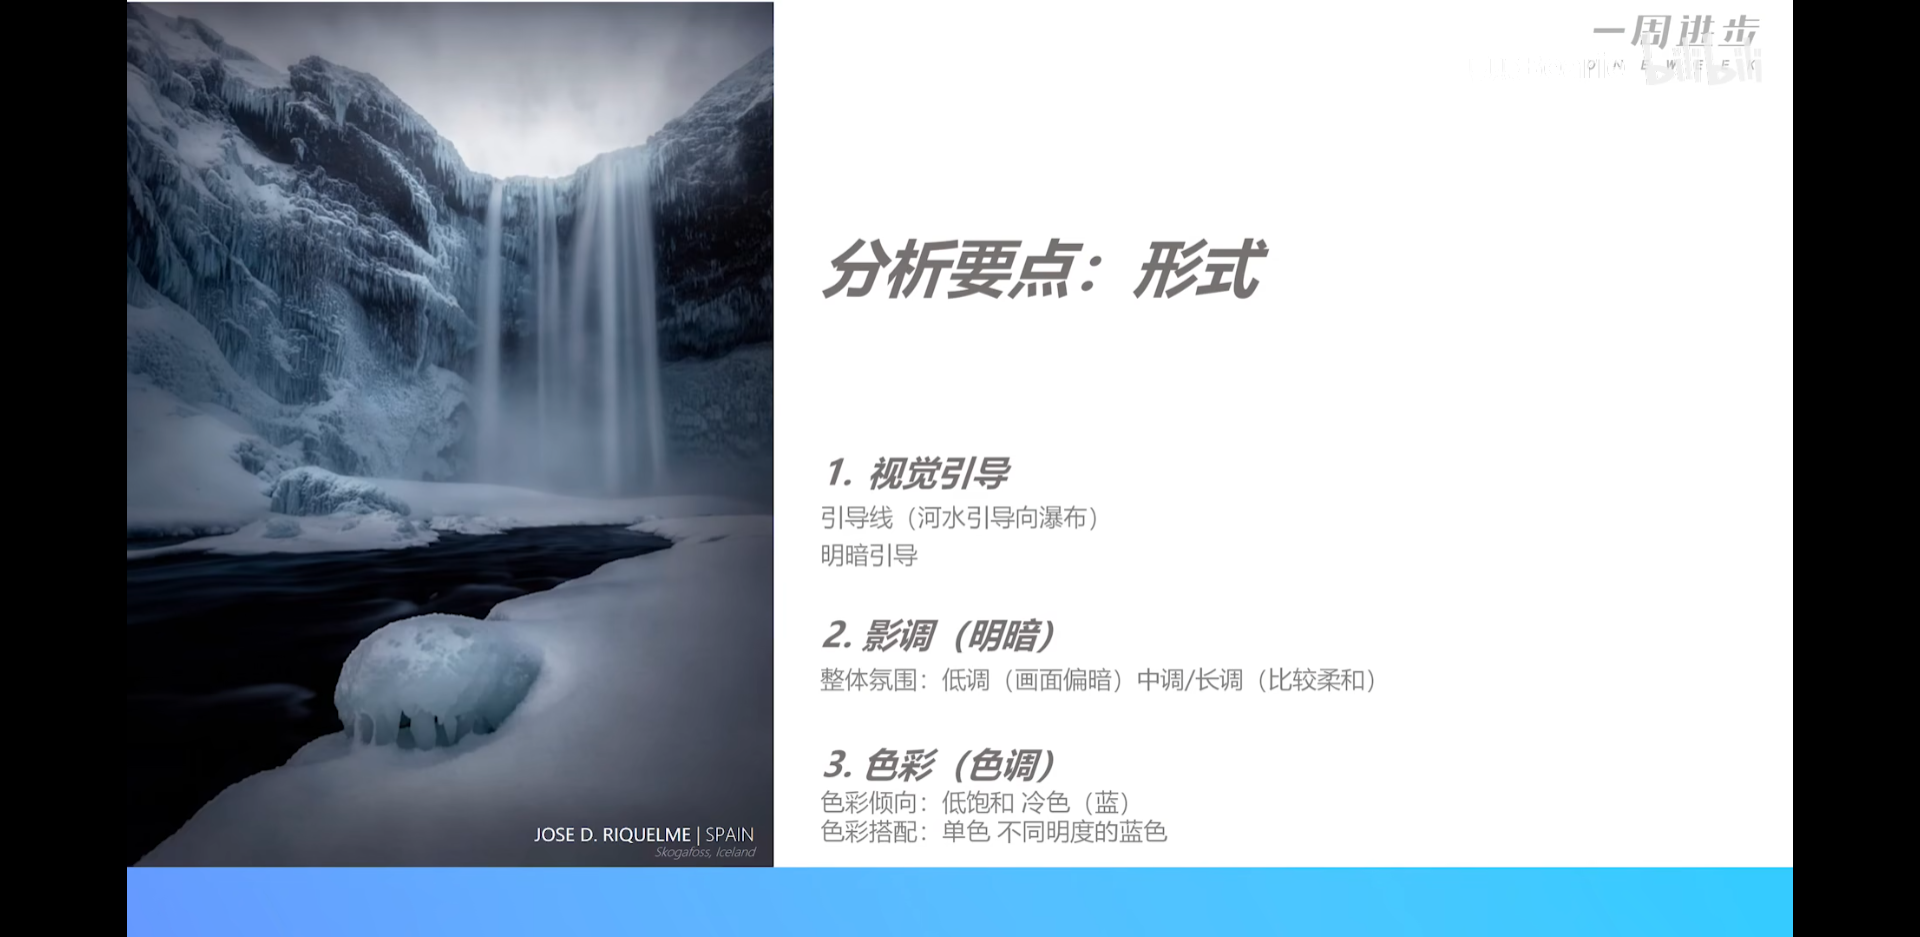 一周进步
ONE WEEK
bilibili
分析要点：形式
1. 视觉引导
引导线（河水引导向瀑布）
明暗引导
2. 影调（明暗）
整体氛围：低调（画面偏暗）中调/长调（比较柔和）
3. 色彩（色调）
色彩倾向：低饱和 冷色（蓝）
色彩搭配：单色 不同明度的蓝色
JOSE D. RIQUELME | SPAIN
Skogafoss, Iceland